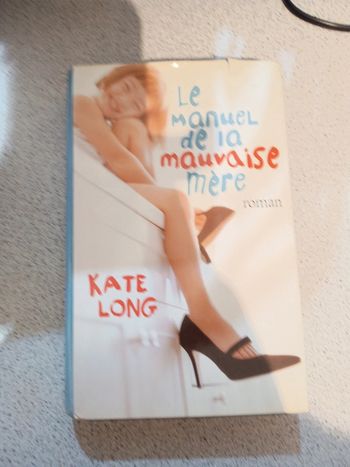 Le
Manuel
de la
mauvaise
mère
roman
KATE
LONG